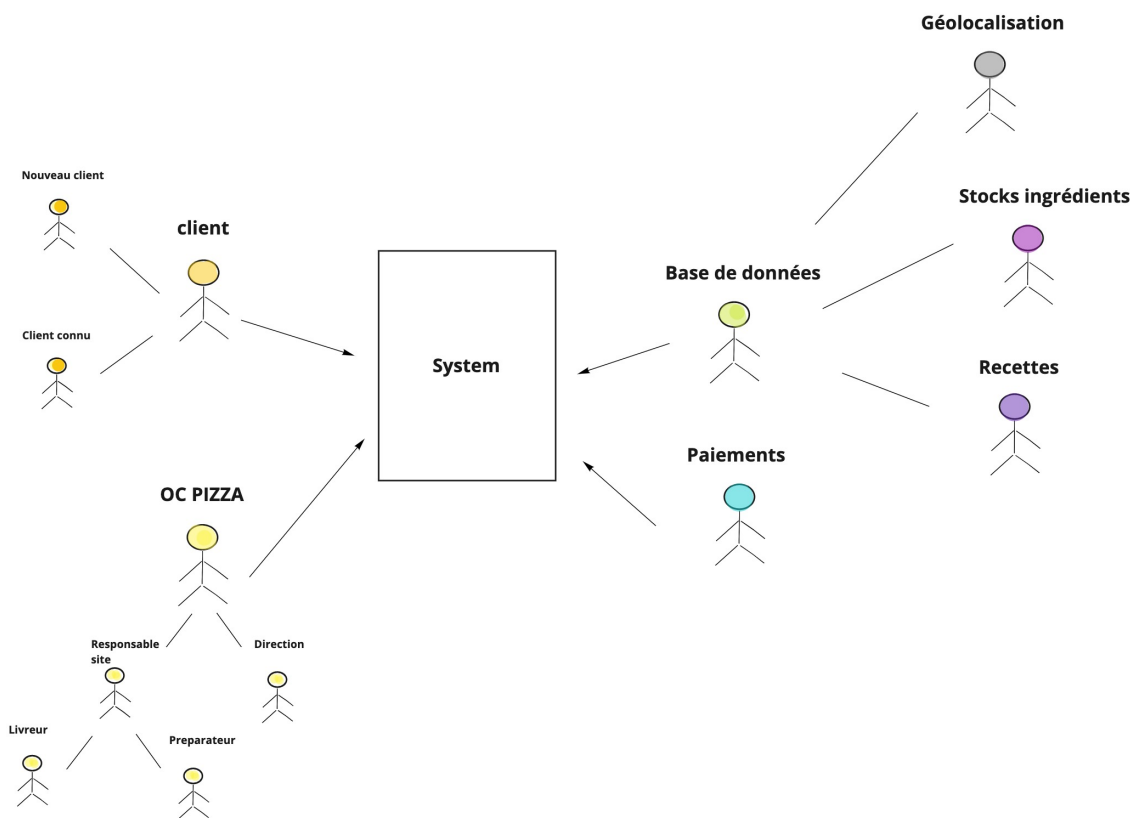 Géolocalisation
Nouveau client
Stocks ingrédients
client
Base de données
Client connu
System
Recettes
Paiements
OC PIZZA
Responsable
site
Direction
Livreur
Preparateur